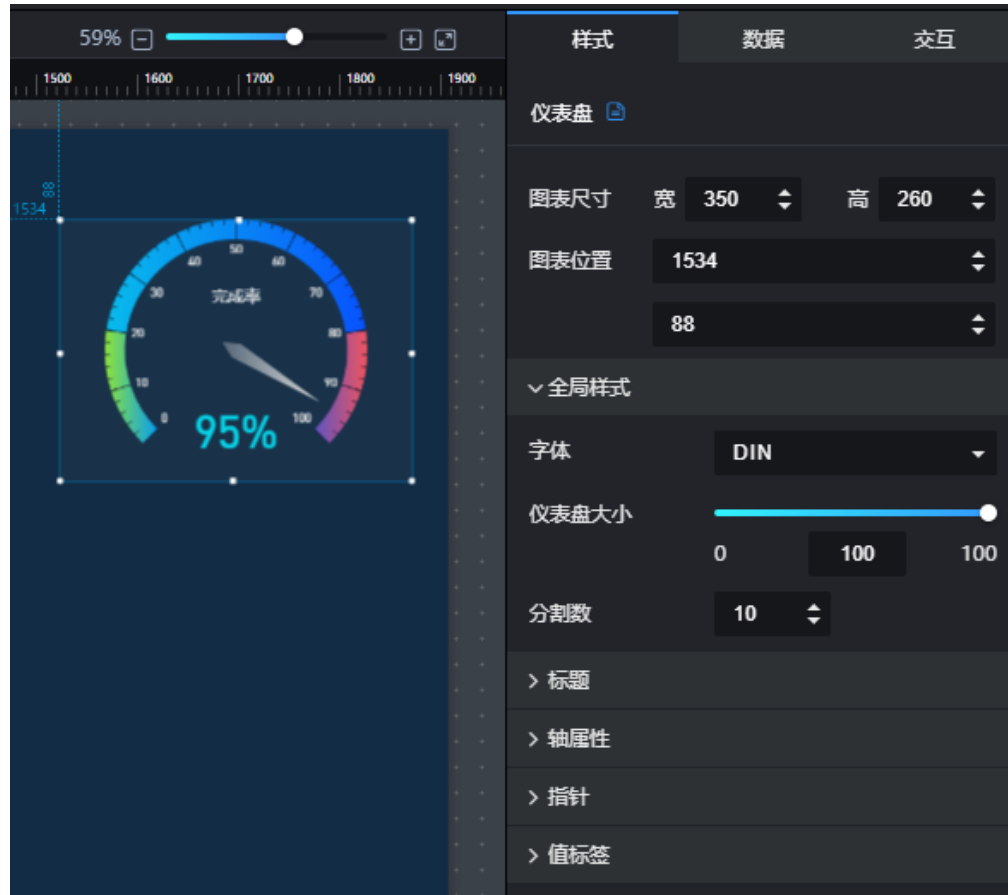 59%
样式 数据 交互
1500 1600 1700 1800 1900
仪表盘
88
1534
图表尺寸 宽 350 高 260
图表位置 1534
88
50
40 60
完成率
30 70
20 80
10 90
0 100
95%
全局样式
字体 DIN
仪表盘大小
0 100 100
分割数 10
标题
轴属性
指针
值标签